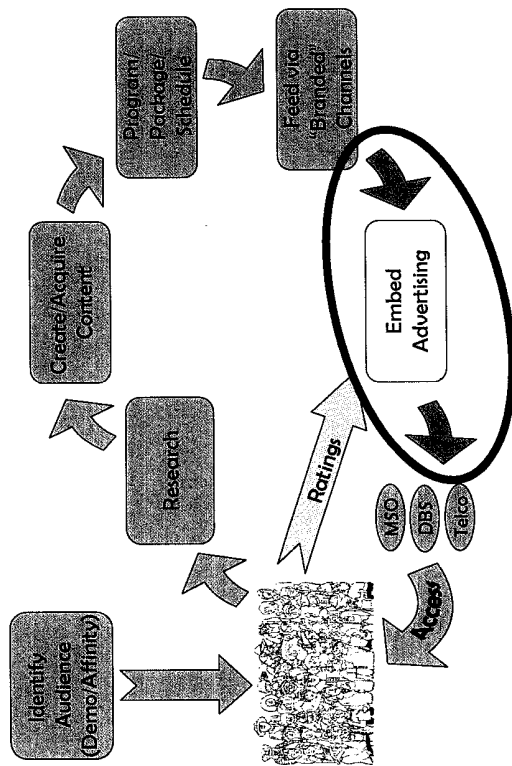 Identify
Audience
(Demo/Affinity)
Research
Create/Acquire
Content
Program/
Package/
Schedule
Feed via
"Branded"
Channels
Embed
Advertising
Ratings
MSO
DBS
Telco
Access